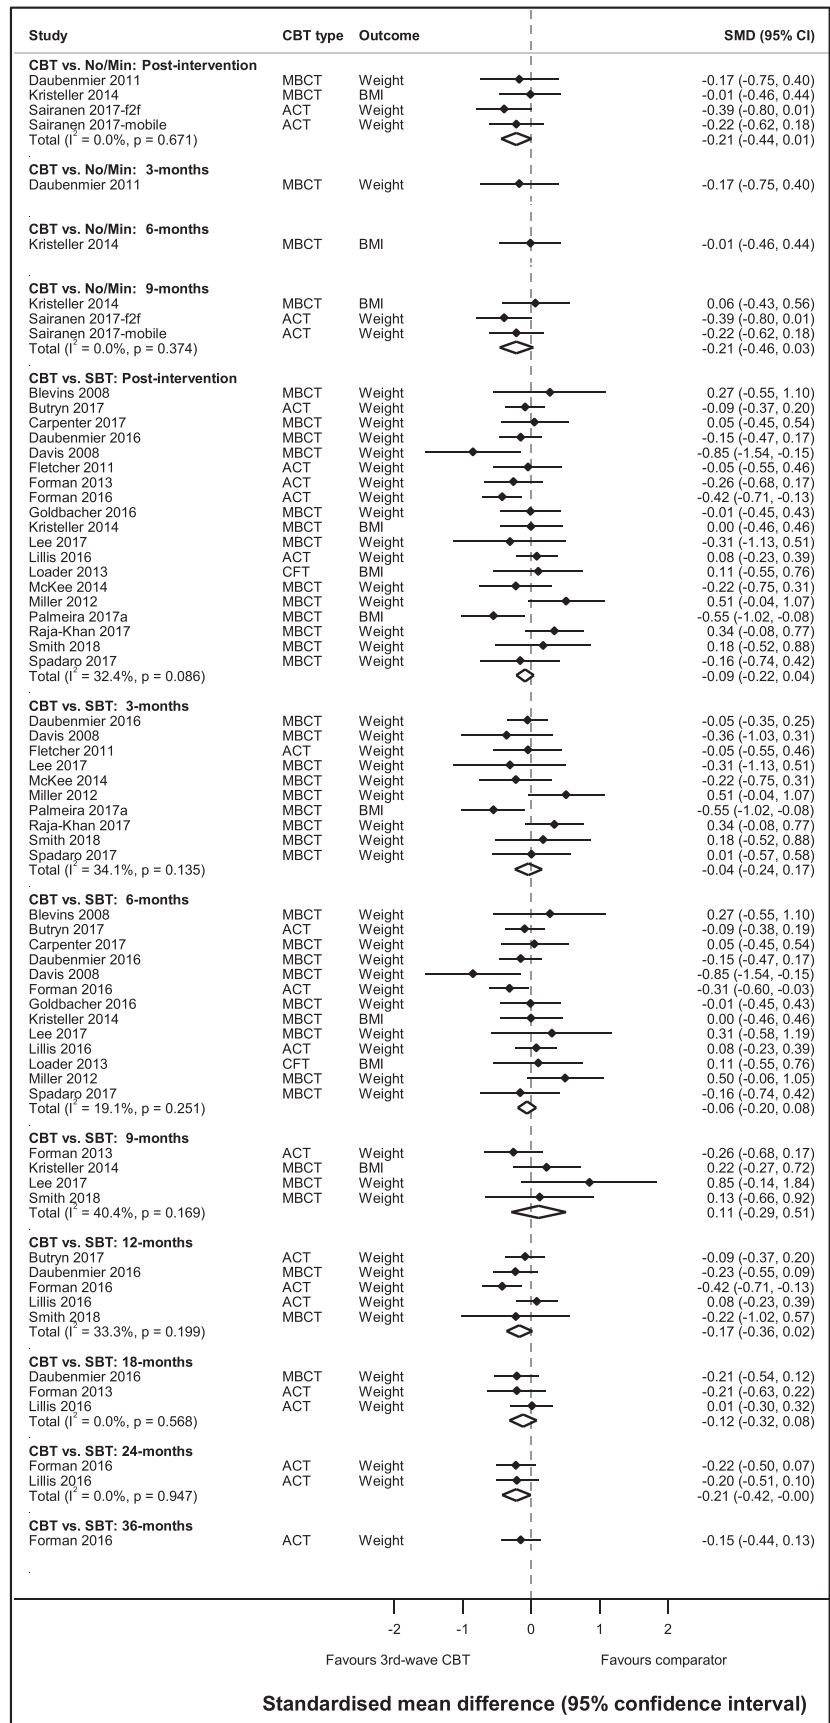 Study CBT type Outcome SMD (95% CI)
CBT vs. No/Min: Post-intervention
Daubenmier 2011 MBCT Weight -0.17 (-0.75, 0.40)
Kristeller 2014 MBCT BMI -0.01 (-0.46, 0.44)
Sairanen 2017-f2f ACT Weight -0.39 (-0.80, 0.01)
Sairanen 2017-mobile ACT Weight -0.22 (-0.62, 0.18)
Total (I² = 0.0%, p = 0.671) -0.21 (-0.44, 0.01)
.
CBT vs. No/Min: 3-months
Daubenmier 2011 MBCT Weight -0.17 (-0.75, 0.40)
.
CBT vs. No/Min: 6-months
Kristeller 2014 MBCT BMI -0.01 (-0.46, 0.44)
.
CBT vs. No/Min: 9-months
Kristeller 2014 MBCT BMI 0.06 (-0.43, 0.56)
Sairanen 2017-f2f ACT Weight -0.39 (-0.80, 0.01)
Sairanen 2017-mobile ACT Weight -0.22 (-0.62, 0.18)
Total (I² = 0.0%, p = 0.374) -0.21 (-0.46, 0.03)
.
CBT vs. SBT: Post-intervention
Blevins 2008 MBCT Weight 0.27 (-0.55, 1.10)
Butryn 2017 ACT Weight -0.09 (-0.37, 0.20)
Carpenter 2017 MBCT Weight 0.05 (-0.45, 0.54)
Daubenmier 2016 MBCT Weight -0.15 (-0.47, 0.17)
Davis 2008 MBCT Weight -0.85 (-1.54, -0.15)
Fletcher 2011 ACT Weight -0.05 (-0.55, 0.46)
Forman 2013 ACT Weight -0.26 (-0.68, 0.17)
Forman 2016 ACT Weight -0.42 (-0.71, -0.13)
Goldbacher 2016 MBCT Weight -0.01 (-0.45, 0.43)
Kristeller 2014 MBCT BMI 0.00 (-0.46, 0.46)
Lee 2017 MBCT Weight -0.31 (-1.13, 0.51)
Lillis 2016 ACT Weight 0.08 (-0.23, 0.39)
Loader 2013 CFT BMI 0.11 (-0.55, 0.76)
McKee 2014 MBCT Weight -0.22 (-0.75, 0.31)
Miller 2012 MBCT Weight 0.51 (-0.04, 1.07)
Palmeira 2017a MBCT BMI -0.55 (-1.02, -0.08)
Raja-Khan 2017 MBCT Weight 0.34 (-0.08, 0.77)
Smith 2018 MBCT Weight 0.18 (-0.52, 0.88)
Spadaro 2017 MBCT Weight -0.16 (-0.74, 0.42)
Total (I² = 32.4%, p = 0.086) -0.09 (-0.22, 0.04)
.
CBT vs. SBT: 3-months
Daubenmier 2016 MBCT Weight -0.05 (-0.35, 0.25)
Davis 2008 MBCT Weight -0.36 (-1.03, 0.31)
Fletcher 2011 ACT Weight -0.05 (-0.55, 0.46)
Lee 2017 MBCT Weight -0.31 (-1.13, 0.51)
McKee 2014 MBCT Weight -0.22 (-0.75, 0.31)
Miller 2012 MBCT Weight 0.51 (-0.04, 1.07)
Palmeira 2017a MBCT BMI -0.55 (-1.02, -0.08)
Raja-Khan 2017 MBCT Weight 0.34 (-0.08, 0.77)
Smith 2018 MBCT Weight 0.18 (-0.52, 0.88)
Spadaro 2017 MBCT Weight 0.01 (-0.57, 0.58)
Total (I² = 34.1%, p = 0.135) -0.04 (-0.24, 0.17)
.
CBT vs. SBT: 6-months
Blevins 2008 MBCT Weight 0.27 (-0.55, 1.10)
Butryn 2017 ACT Weight -0.09 (-0.38, 0.19)
Carpenter 2017 MBCT Weight 0.05 (-0.45, 0.54)
Daubenmier 2016 MBCT Weight -0.15 (-0.47, 0.17)
Davis 2008 MBCT Weight -0.85 (-1.54, -0.15)
Forman 2016 ACT Weight -0.31 (-0.60, -0.03)
Goldbacher 2016 MBCT Weight -0.01 (-0.45, 0.43)
Kristeller 2014 MBCT BMI 0.00 (-0.46, 0.46)
Lee 2017 MBCT Weight 0.31 (-0.58, 1.19)
Lillis 2016 ACT Weight 0.08 (-0.23, 0.39)
Loader 2013 CFT BMI 0.11 (-0.55, 0.76)
Miller 2012 MBCT Weight 0.50 (-0.06, 1.05)
Spadaro 2017 MBCT Weight -0.16 (-0.74, 0.42)
Total (I² = 19.1%, p = 0.251) -0.06 (-0.20, 0.08)
.
CBT vs. SBT: 9-months
Forman 2013 ACT Weight -0.26 (-0.68, 0.17)
Kristeller 2014 MBCT BMI 0.22 (-0.27, 0.72)
Lee 2017 MBCT Weight 0.85 (-0.14, 1.84)
Smith 2018 MBCT Weight 0.13 (-0.66, 0.92)
Total (I² = 40.4%, p = 0.169) 0.11 (-0.29, 0.51)
.
CBT vs. SBT: 12-months
Butryn 2017 ACT Weight -0.09 (-0.37, 0.20)
Daubenmier 2016 MBCT Weight -0.23 (-0.55, 0.09)
Forman 2016 ACT Weight -0.42 (-0.71, -0.13)
Lillis 2016 ACT Weight 0.08 (-0.23, 0.39)
Smith 2018 MBCT Weight -0.22 (-1.02, 0.57)
Total (I² = 33.3%, p = 0.199) -0.17 (-0.36, 0.02)
.
CBT vs. SBT: 18-months
Daubenmier 2016 MBCT Weight -0.21 (-0.54, 0.12)
Forman 2013 ACT Weight -0.21 (-0.63, 0.22)
Lillis 2016 ACT Weight 0.01 (-0.30, 0.32)
Total (I² = 0.0%, p = 0.568) -0.12 (-0.32, 0.08)
.
CBT vs. SBT: 24-months
Forman 2016 ACT Weight -0.22 (-0.50, 0.07)
Lillis 2016 ACT Weight -0.20 (-0.51, 0.10)
Total (I² = 0.0%, p = 0.947) -0.21 (-0.42, -0.00)
.
CBT vs. SBT: 36-months
Forman 2016 ACT Weight -0.15 (-0.44, 0.13)
.
-2 -1 0 1 2
Favours 3rd-wave CBT Favours comparator
Standardised mean difference (95% confidence interval)